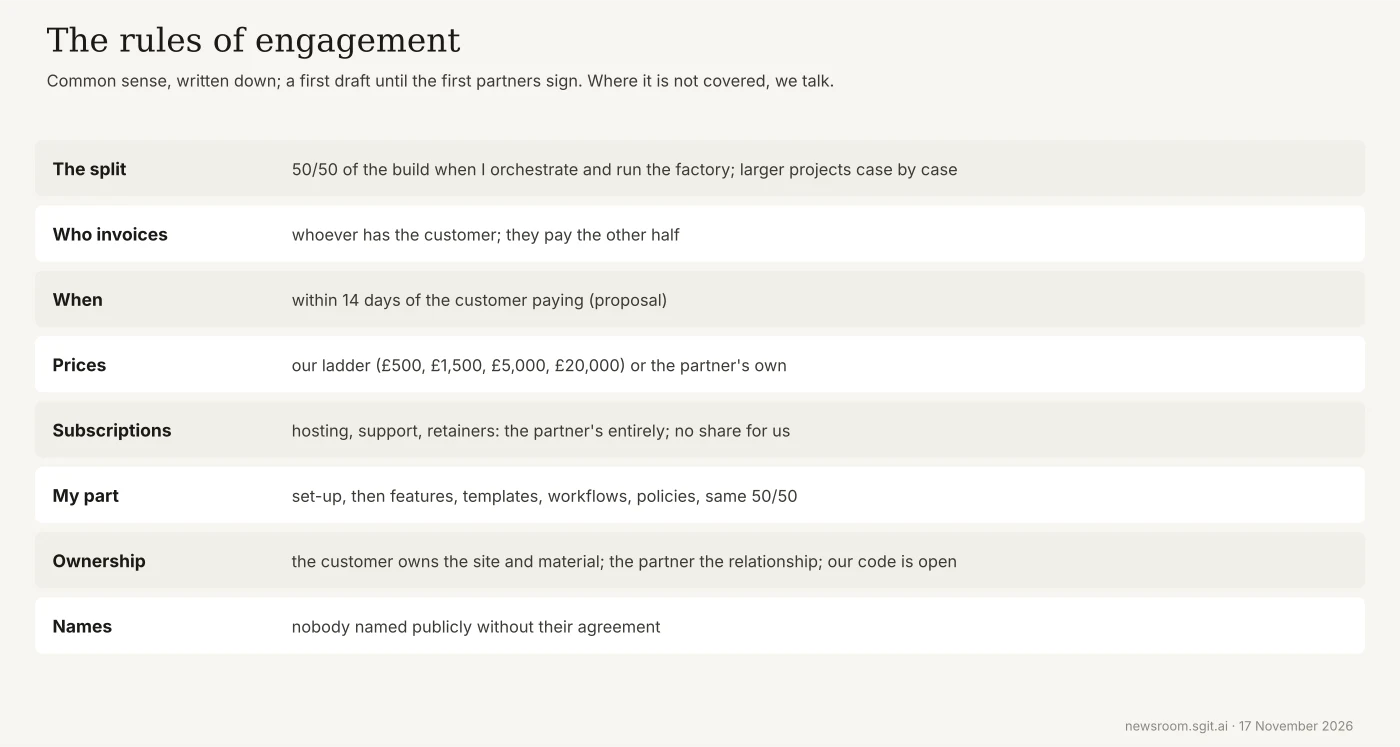 The rules of engagement
Common sense, written down; a first draft until the first partners sign. Where it is not covered, we talk.
The split
50/50 of the build when I orchestrate and run the factory; larger projects case by case
Who invoices
whoever has the customer; they pay the other half
When
within 14 days of the customer paying (proposal)
Prices
our ladder (£500, £1,500, £5,000, £20,000) or the partner's own
Subscriptions
hosting, support, retainers: the partner's entirely; no share for us
My part
set-up, then features, templates, workflows, policies, same 50/50
Ownership
the customer owns the site and material; the partner the relationship; our code is open
Names
nobody named publicly without their agreement
newsroom.sgit.ai · 17 November 2026